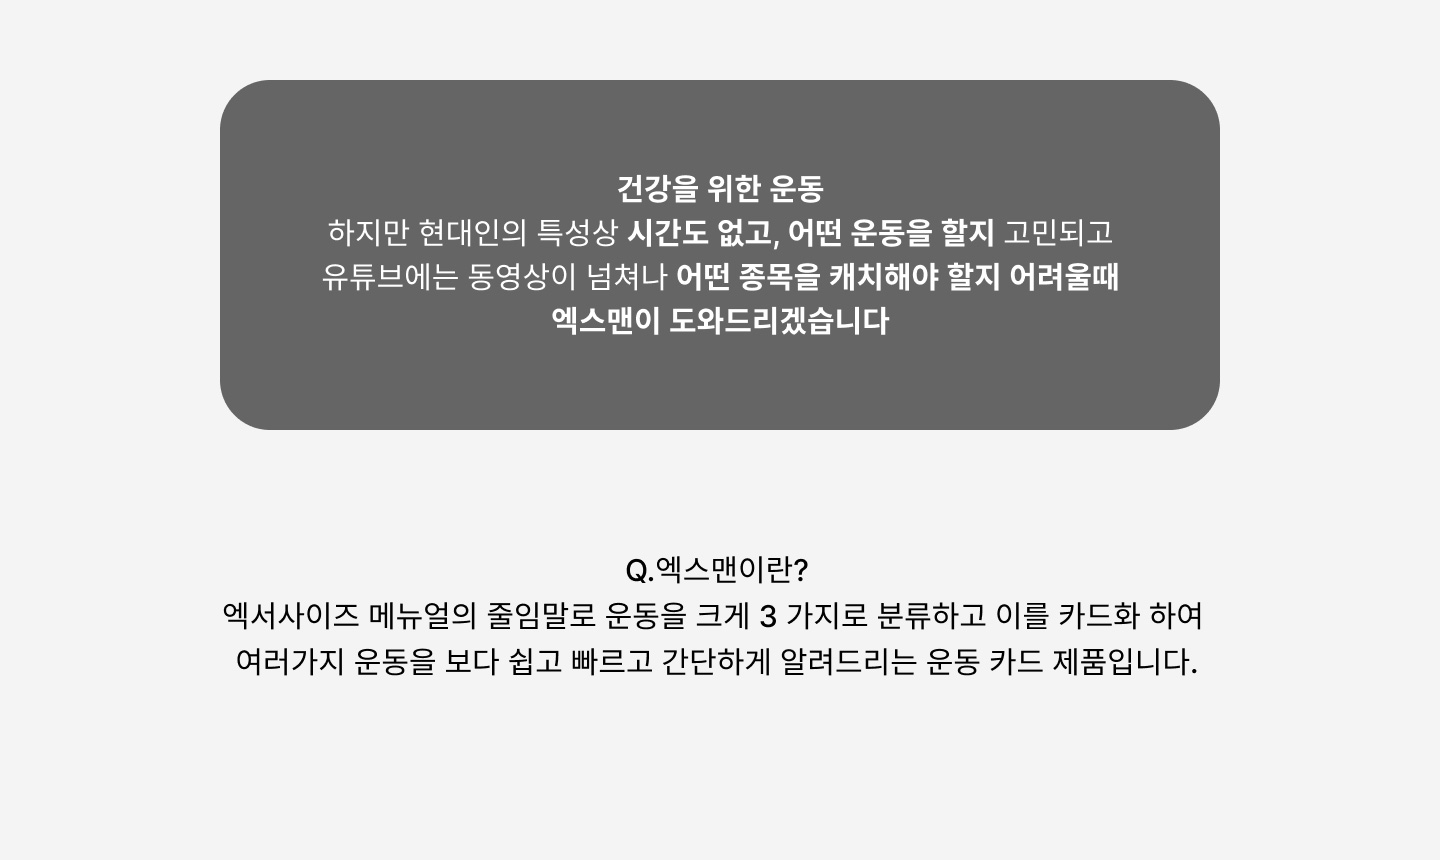 건강을 위한 운동
하지만 현대인의 특성상 시간도 없고, 어떤 운동을 할지 고민되고
유튜브에는 동영상이 넘쳐나 어떤 종목을 캐치해야 할지 어려울때
엑스맨이 도와드리겠습니다
Q.엑스맨이란?
엑서사이즈 메뉴얼의 줄임말로 운동을 크게 3 가지로 분류하고 이를 카드화 하여
여러가지 운동을 보다 쉽고 빠르고 간단하게 알려드리는 운동 카드 제품입니다.